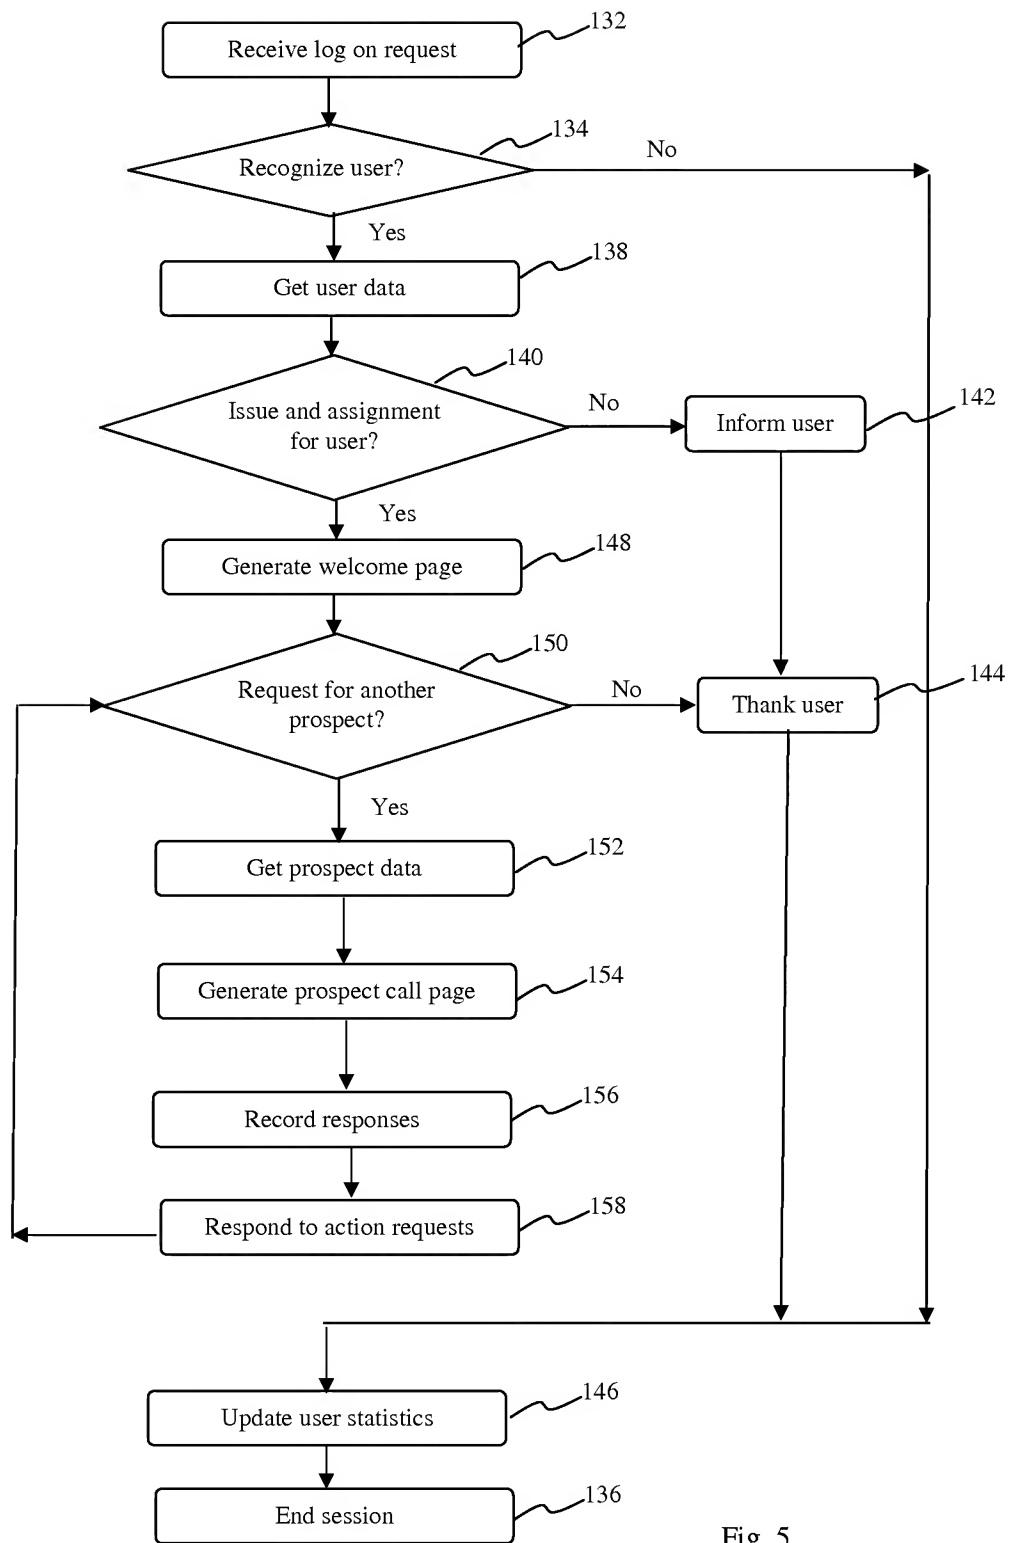 Receive log on request
132
Recognize user?
134
No
Yes
Get user data
138
Issue and assignment
for user?
140
No
Inform user
142
Yes
Generate welcome page
148
Request for another
prospect?
150
No
Thank user
144
Yes
Get prospect data
152
Generate prospect call page
154
Record responses
156
Respond to action requests
158
Update user statistics
146
End session
136
Fig. 5